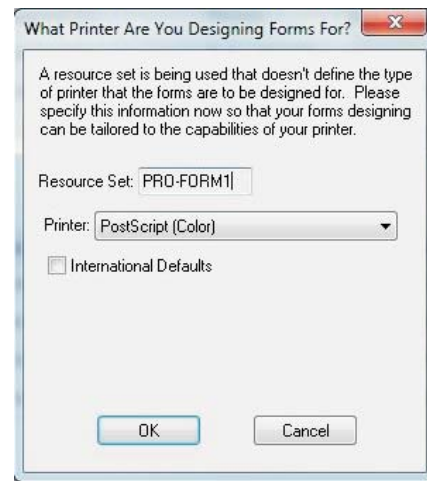 What Printer Are You Designing Forms For?
A resource set is being used that doesn't define the type
of printer that the forms are to be designed for. Please
specify this information now so that your forms designing
can be tailored to the capabilities of your printer.
Resource Set: PRO-FORM1
Printer: PostScript (Color)
International Defaults
OK Cancel